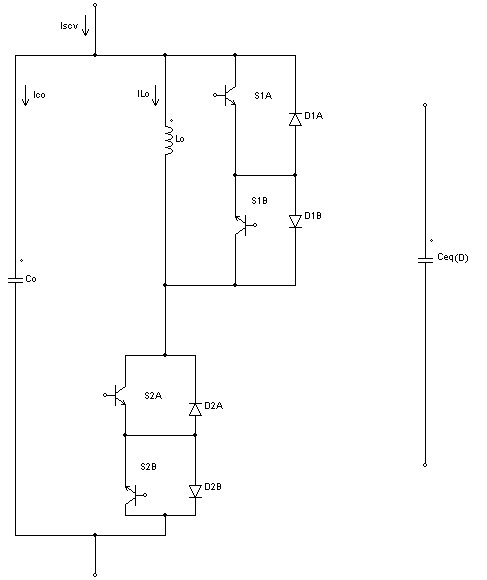 Iscv
Ico
ILo
S1A
D1A
Lo
S1B
D1B
Co
Ceq(D)
S2A
D2A
S2B
D2B